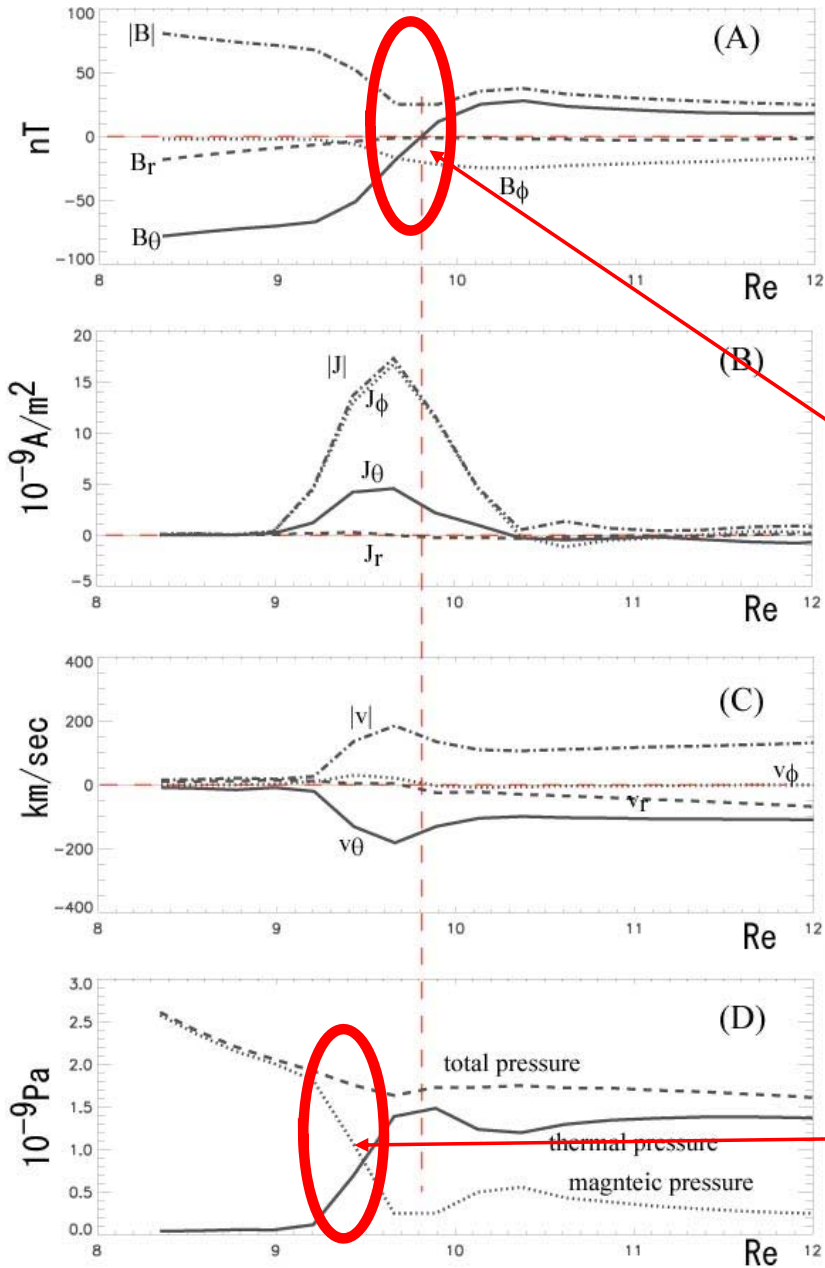 100
50
0
-50
-100
nT
|B|
(A)
Br
Bϕ
Bθ
8
9
10
11
12
Re
20
15
10
5
0
-5
10⁻⁹A/m²
(B)
|J|
Jϕ
Jθ
Jr
8
9
10
11
12
Re
400
200
0
-200
-400
km/sec
(C)
|v|
vϕ
vr
vθ
8
9
10
11
12
Re
3.0
2.5
2.0
1.5
1.0
0.5
0.0
10⁻⁹Pa
(D)
total pressure
thermal pressure
magnteic pressure
8
9
10
11
12
Re